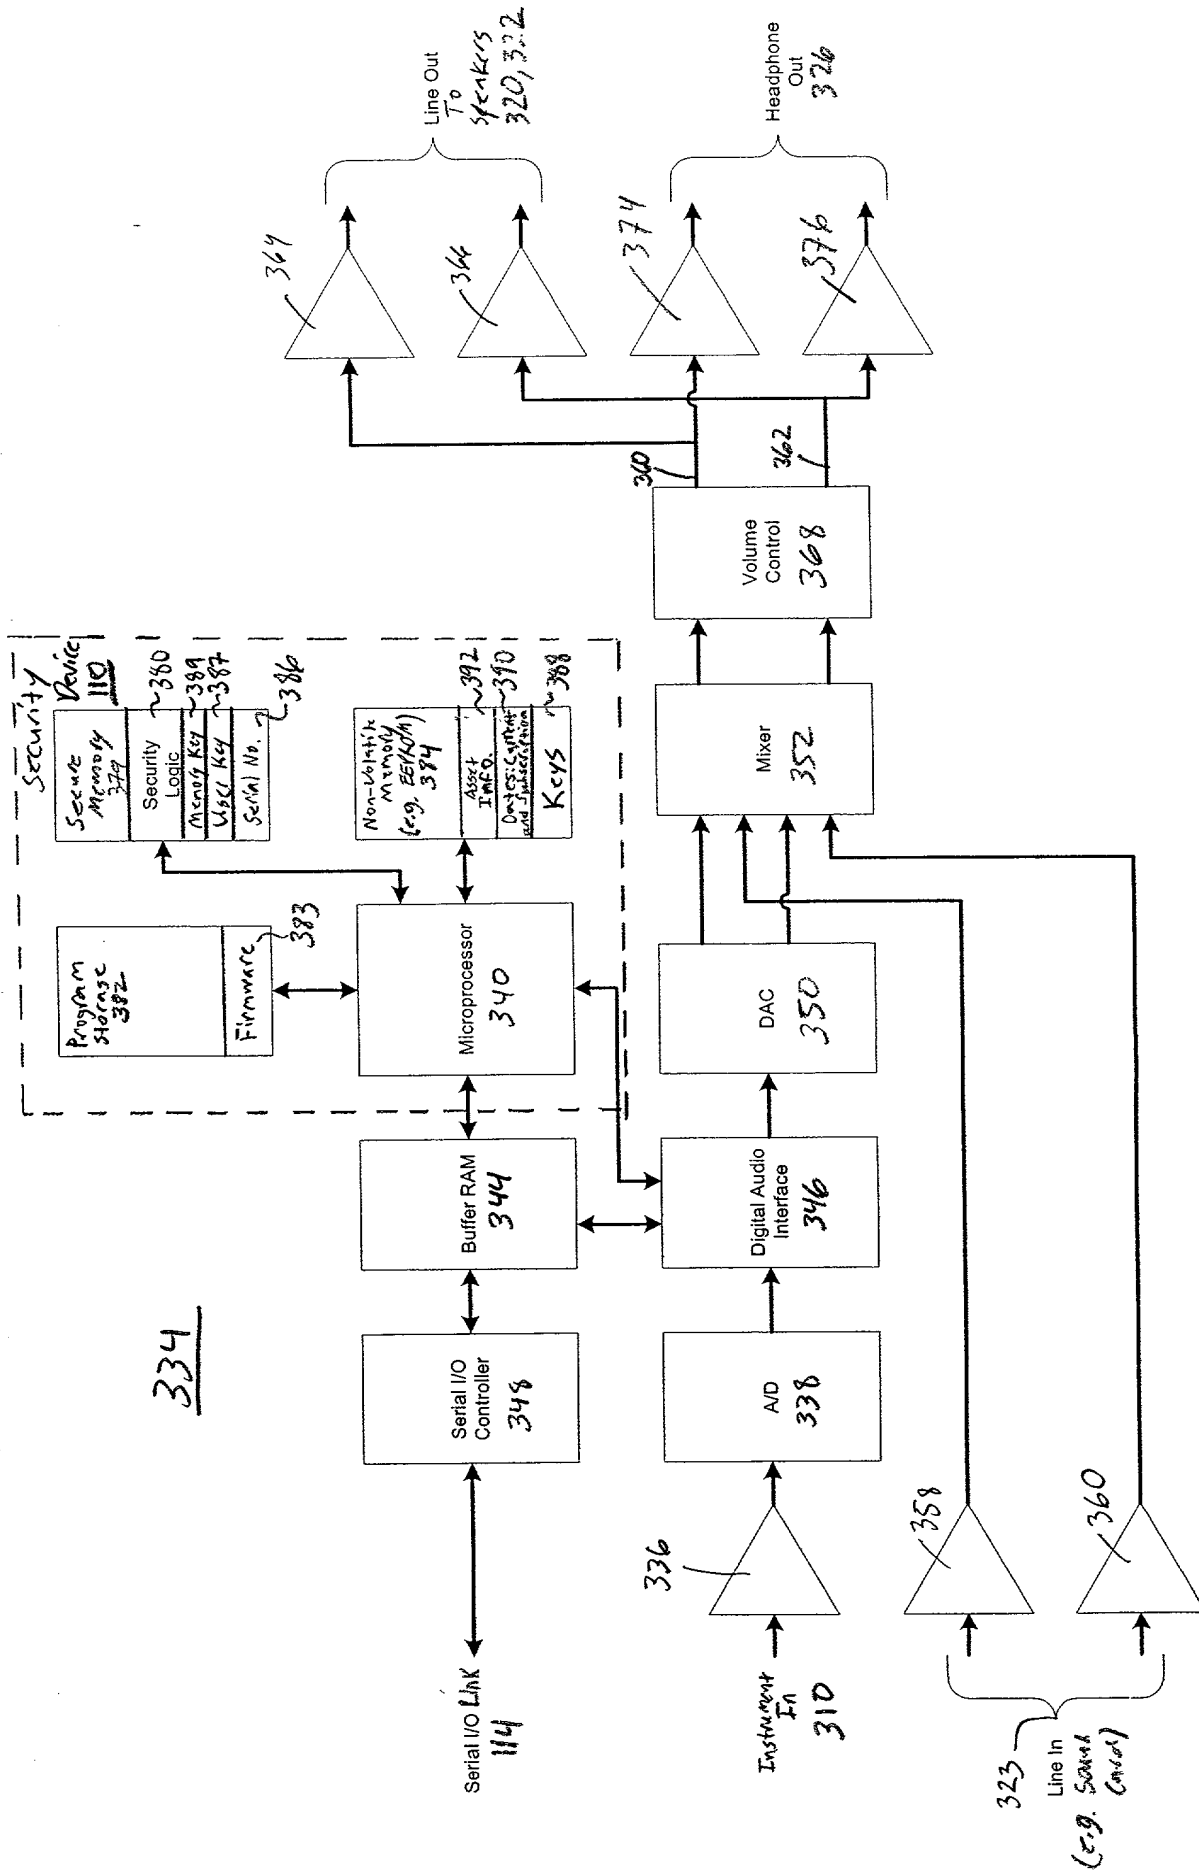 334
Security
Device
110
Secure
Memory
379
Security
Logic
380
Memory Key
389
User Key
387
Serial No.
386
Program
Storage
382
Firmware
383
Non-Volatile
Memory
(e.g. EEPROM)
384
Asset
Info.
392
Dates: Current
and Subscription
390
Keys
388
Serial I/O Link
114
Serial I/O
Controller
348
Buffer RAM
344
Microprocessor
340
Instrument
In
310
336
A/D
338
Digital Audio
Interface
346
DAC
350
Mixer
352
Volume
Control
368
360
362
364
366
374
376
Line Out
To
Speakers
320, 322
Headphone
Out
326
323
Line In
(e.g. Sound
358
360